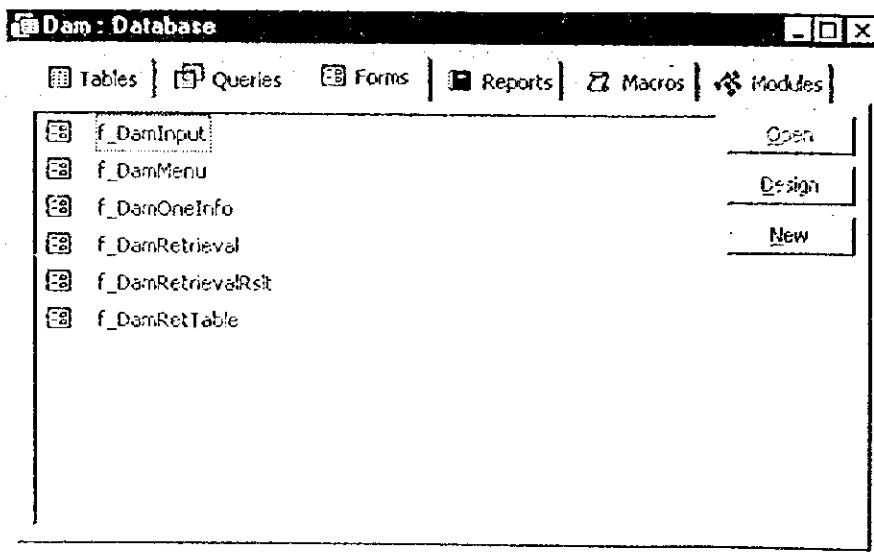 Dam : Database
Tables Queries Forms Reports Macros Modules
f_DamInput
f_DamMenu
f_DamOneInfo
f_DamRetrieval
f_DamRetrievalRslt
f_DamRetTable
Open
Design
New